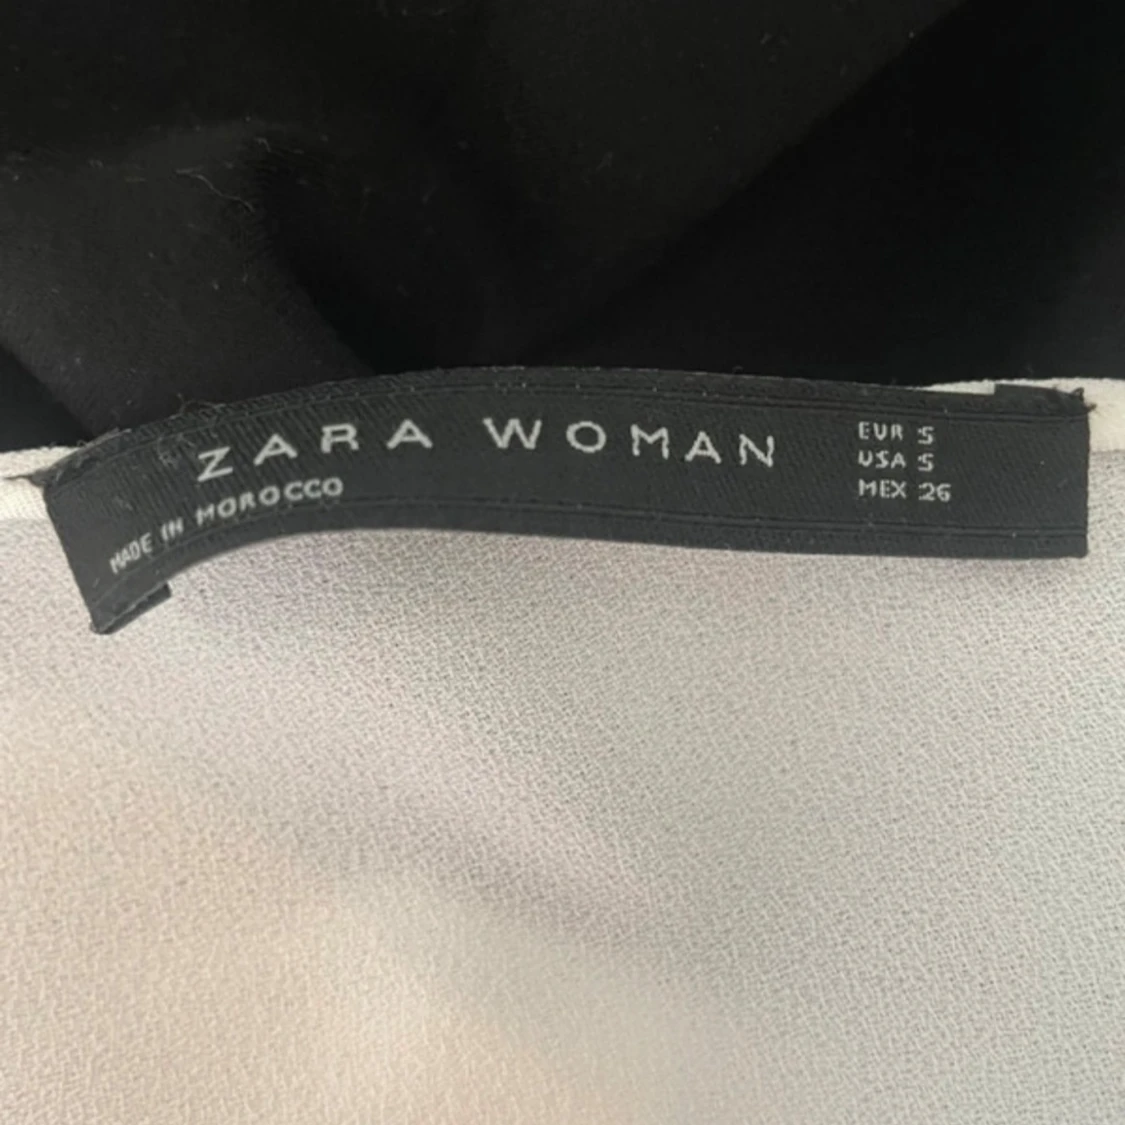 ZARA WOMAN
MADE IN MOROCCO
EUR S
USA S
MEX 26